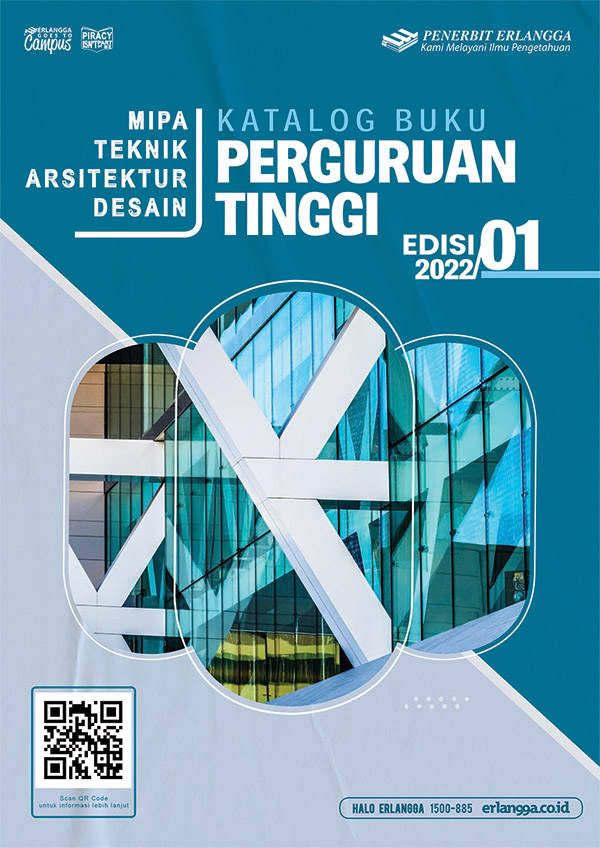 ERLANGGA
GOES TO
Campus
PIRACY
ISN'T ART
PENERBIT ERLANGGA
Kami Melayani Ilmu Pengetahuan
MIPA
TEKNIK
ARSITEKTUR
DESAIN
KATALOG BUKU
PERGURUAN
TINGGI
EDISI
2022/01
Scan QR Code
untuk informasi lebih lanjut
HALO ERLANGGA 1500-885 erlangga.co.id